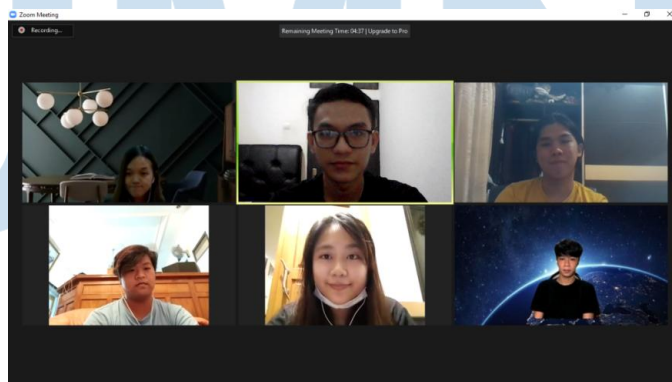 Zoom Meeting
Recording...
Remaining Meeting Time: 04:37 | Upgrade to Pro